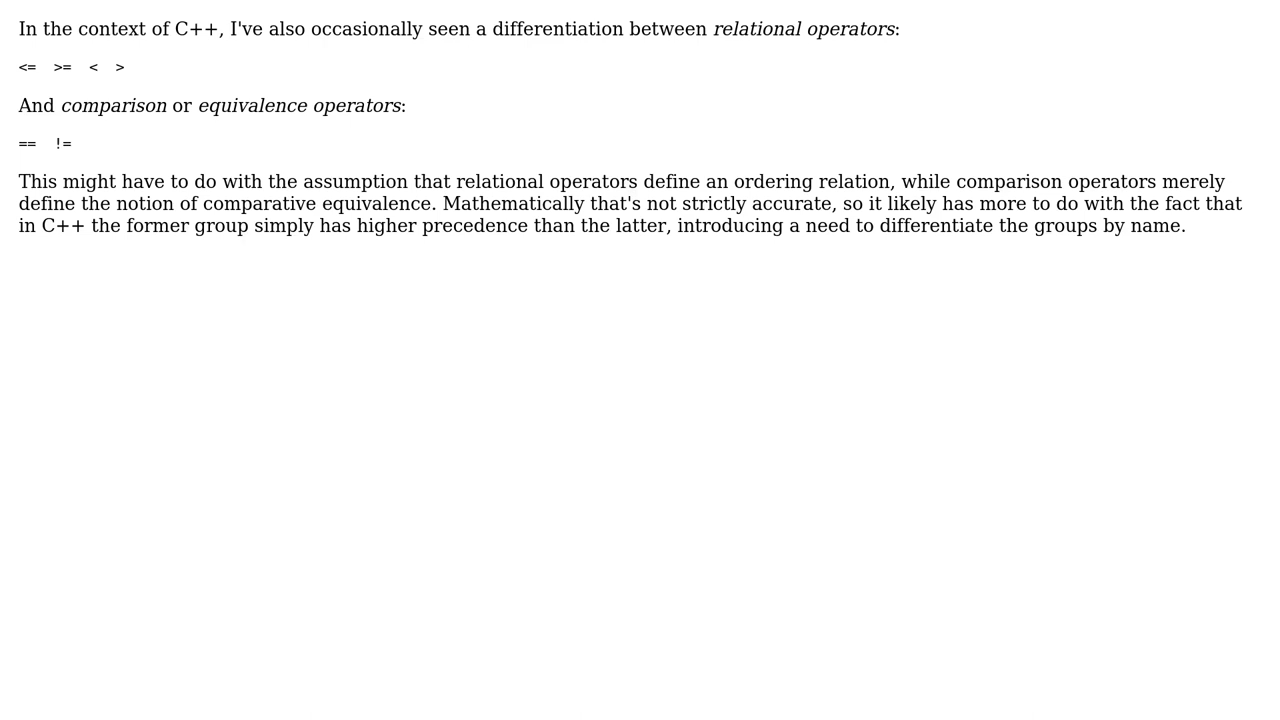 In the context of C++, I've also occasionally seen a differentiation between relational operators:
<= >= < >
And comparison or equivalence operators:
== !=
This might have to do with the assumption that relational operators define an ordering relation, while comparison operators merely
define the notion of comparative equivalence. Mathematically that's not strictly accurate, so it likely has more to do with the fact that
in C++ the former group simply has higher precedence than the latter, introducing a need to differentiate the groups by name.